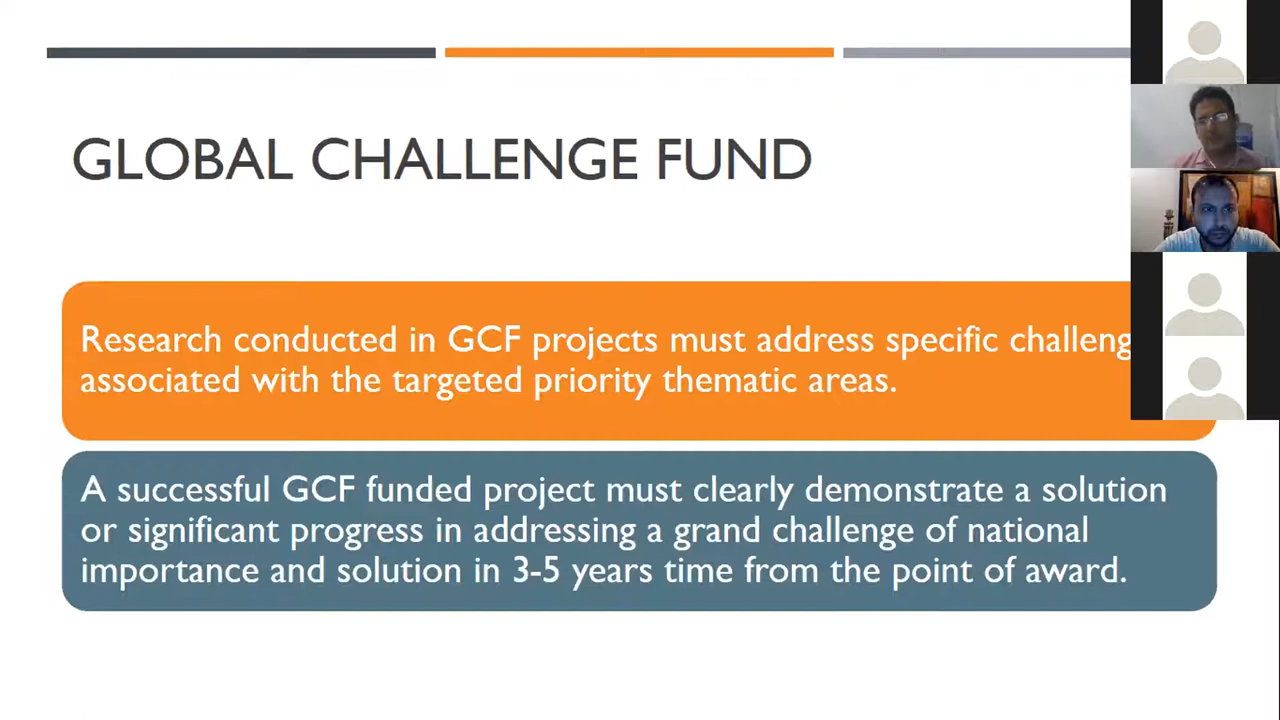 GLOBAL CHALLENGE FUND
Research conducted in GCF projects must address specific challeng
associated with the targeted priority thematic areas.
A successful GCF funded project must clearly demonstrate a solution
or significant progress in addressing a grand challenge of national
importance and solution in 3-5 years time from the point of award.